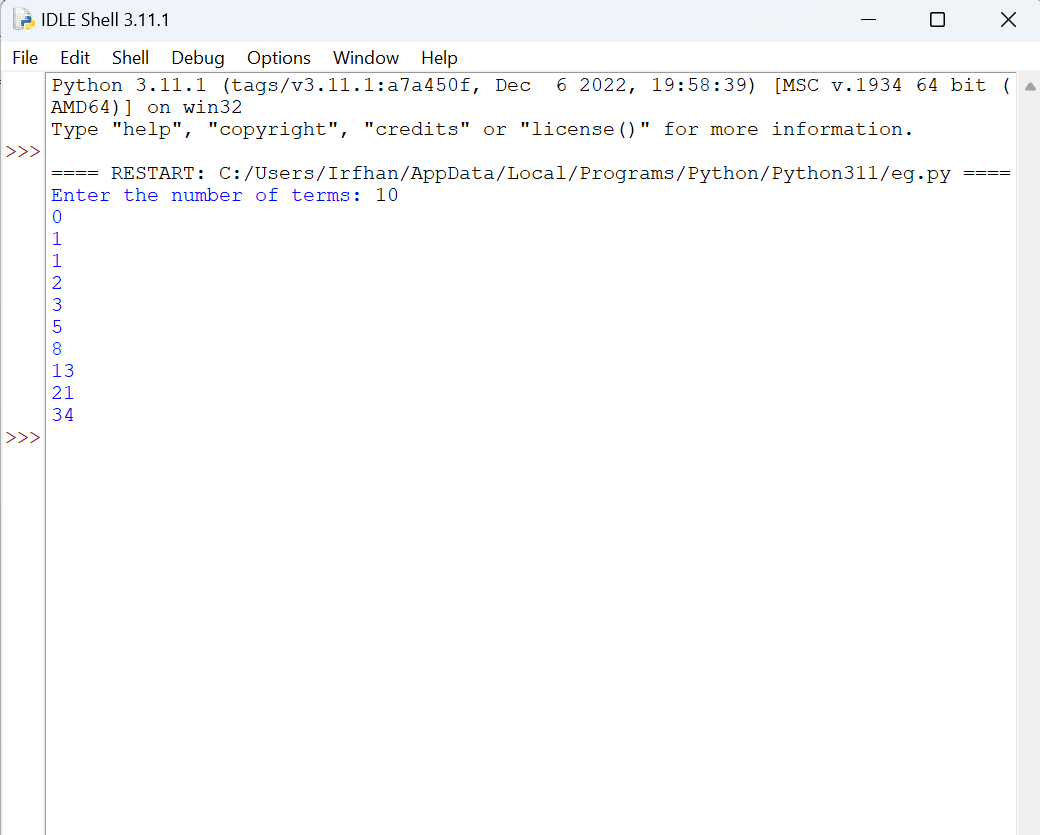 IDLE Shell 3.11.1
File Edit Shell Debug Options Window Help
Python 3.11.1 (tags/v3.11.1:a7a450f, Dec  6 2022, 19:58:39) [MSC v.1934 64 bit (
AMD64)] on win32
Type "help", "copyright", "credits" or "license()" for more information.
>>>
==== RESTART: C:/Users/Irfhan/AppData/Local/Programs/Python/Python311/eg.py ====
Enter the number of terms: 10
0
1
1
2
3
5
8
13
21
34
>>>